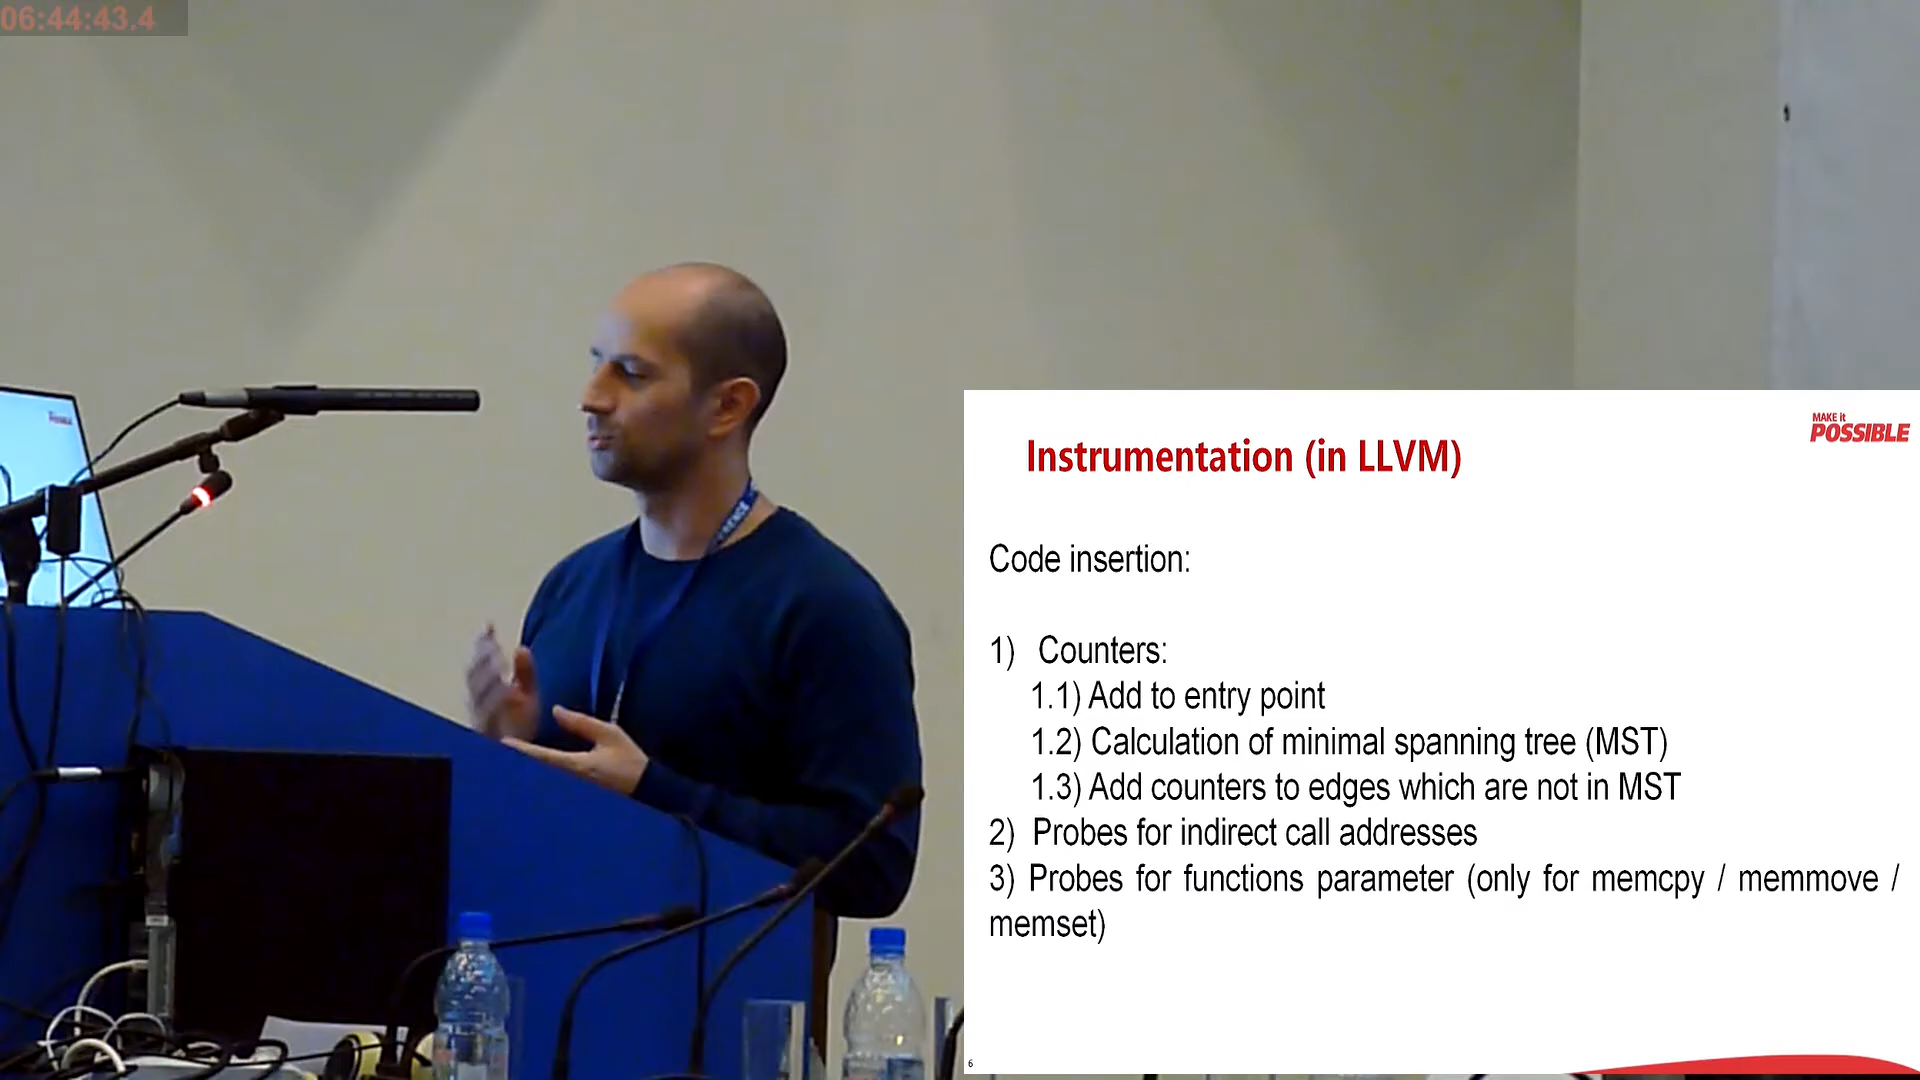 06:44:43.4
MAKE it
POSSIBLE
Instrumentation (in LLVM)
Code insertion:
1) Counters:
1.1) Add to entry point
1.2) Calculation of minimal spanning tree (MST)
1.3) Add counters to edges which are not in MST
2) Probes for indirect call addresses
3) Probes for functions parameter (only for memcpy / memmove /
memset)
6